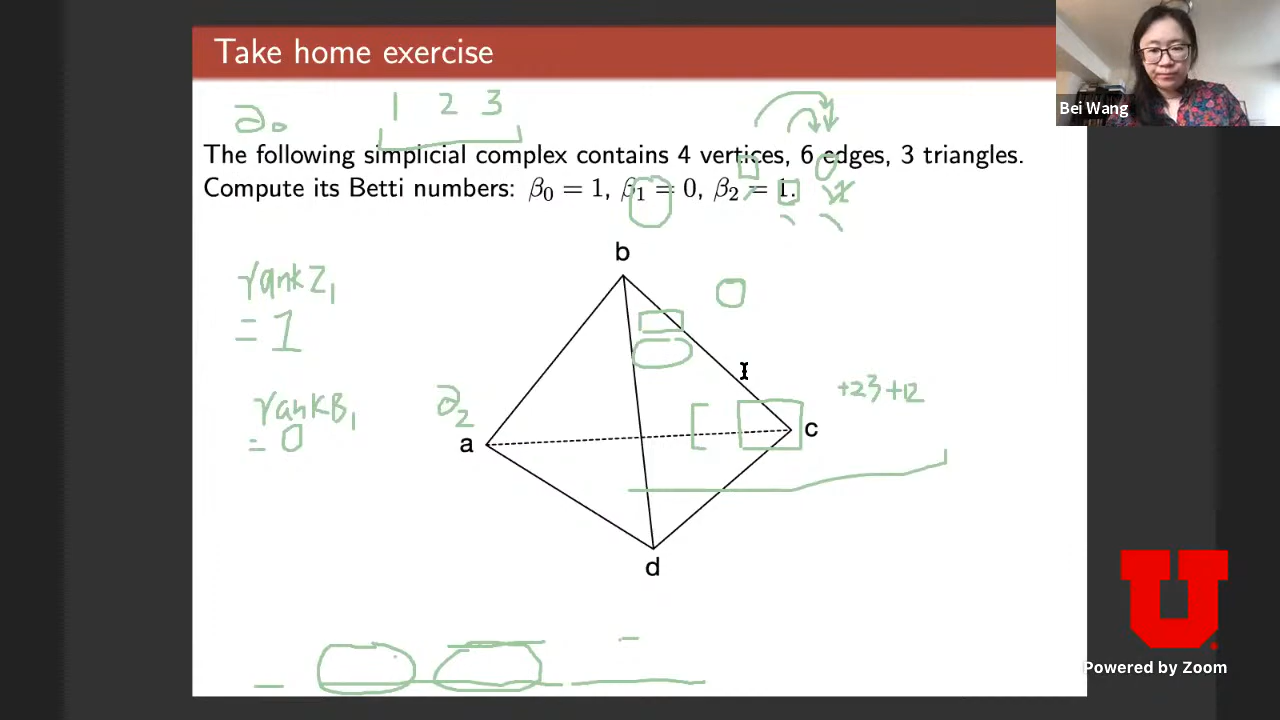 Take home exercise
Bei Wang
∂₀ 1 2 3
The following simplicial complex contains 4 vertices, 6 edges, 3 triangles.
Compute its Betti numbers: β₀ = 1, β₁ = 0, β₂ = 1.
b
rank Z₁
= 1
0
rank B₁
= 0
∂₂
+23+12
a
c
d
U
Powered by Zoom